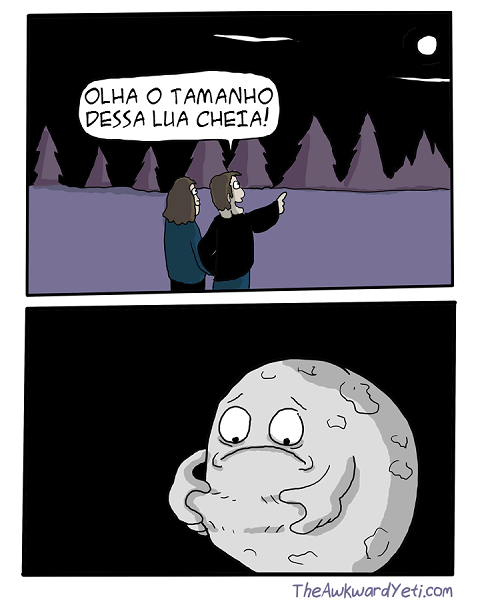 OLHA O TAMANHO
DESSA LUA CHEIA!
TheAwkwardYeti.com